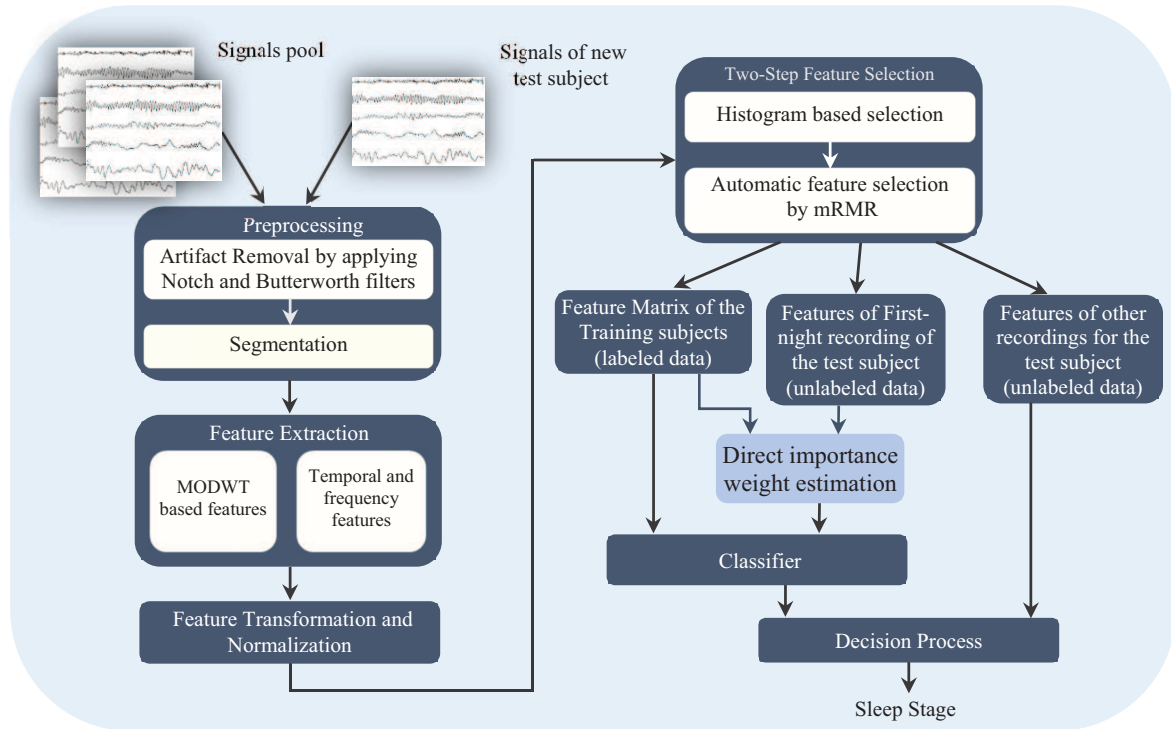 Signals pool
Signals of new
test subject
Preprocessing
Artifact Removal by applying
Notch and Butterworth filters
Segmentation
Feature Extraction
MODWT
based features
Temporal and
frequency
features
Feature Transformation and
Normalization
Two-Step Feature Selection
Histogram based selection
Automatic feature selection
by mRMR
Feature Matrix of the
Training subjects
(labeled data)
Features of First-
night recording of
the test subject
(unlabeled data)
Features of other
recordings for the
test subject
(unlabeled data)
Direct importance
weight estimation
Classifier
Decision Process
Sleep Stage